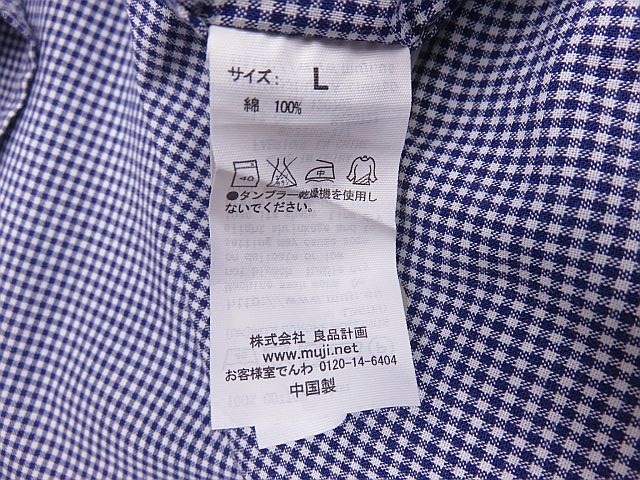 サイズ： L
綿 100%
40
中
●タンブラー乾燥機を使用し
ないでください。
株式会社 良品計画
www.muji.net
お客様室でんわ 0120-14-6404
中国製